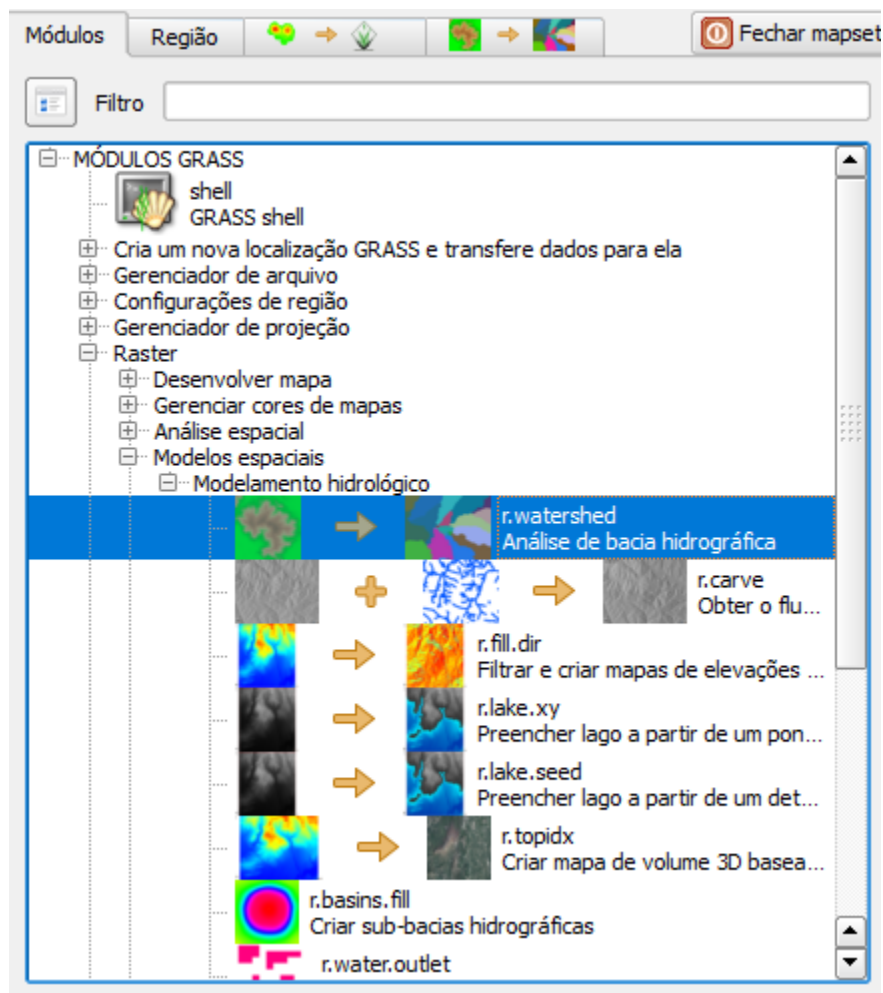 Módulos
Região
Fechar mapset
Filtro
MÓDULOS GRASS
shell
GRASS shell
Cria um nova localização GRASS e transfere dados para ela
Gerenciador de arquivo
Configurações de região
Gerenciador de projeção
Raster
Desenvolver mapa
Gerenciar cores de mapas
Análise espacial
Modelos espaciais
Modelamento hidrológico
r.watershed
Análise de bacia hidrográfica
r.carve
Obter o flu...
r.fill.dir
Filtrar e criar mapas de elevações ...
r.lake.xy
Preencher lago a partir de um pon...
r.lake.seed
Preencher lago a partir de um det...
r.topidx
Criar mapa de volume 3D basea...
r.basins.fill
Criar sub-bacias hidrográficas
r.water.outlet